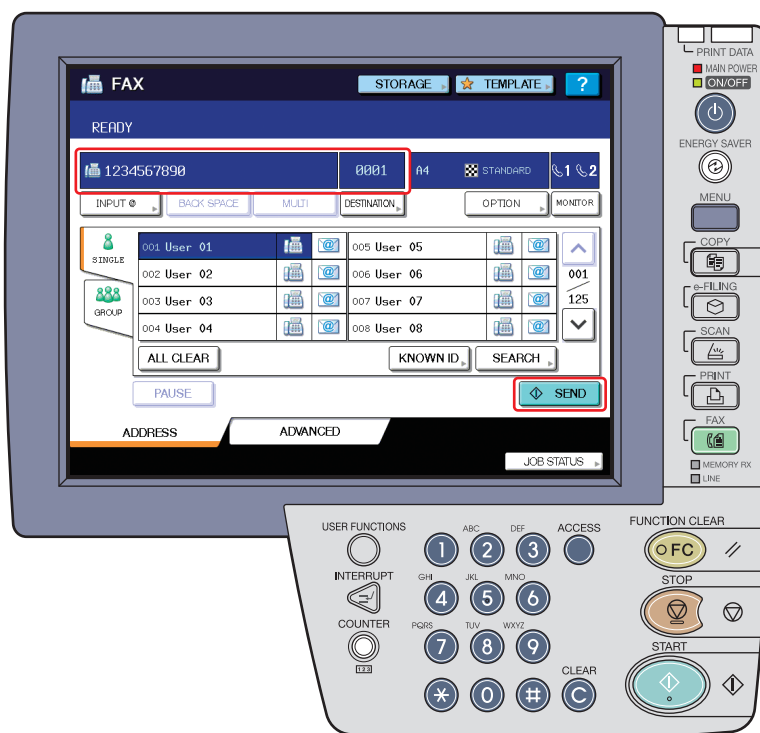 PRINT DATA
MAIN POWER
ON/OFF
FAX
STORAGE
TEMPLATE
?
READY
ENERGY SAVER
1234567890 0001 A4 STANDARD 1 2
INPUT @ BACK SPACE MULTI DESTINATION OPTION MONITOR
MENU
SINGLE
001 User 01 @ 005 User 05 @
002 User 02 @ 006 User 06 @ 001
GROUP
003 User 03 @ 007 User 07 @ 125
004 User 04 @ 008 User 08 @
ALL CLEAR KNOWN ID SEARCH
PAUSE SEND
ADDRESS ADVANCED
JOB STATUS
COPY
e-FILING
SCAN
PRINT
FAX
MEMORY RX
LINE
USER FUNCTIONS
INTERRUPT
COUNTER
123
ABC DEF ACCESS
1 2 3
GHI JKL MNO
4 5 6
PQRS TUV WXYZ
7 8 9
CLEAR
* 0 # C
FUNCTION CLEAR
FC
STOP
START